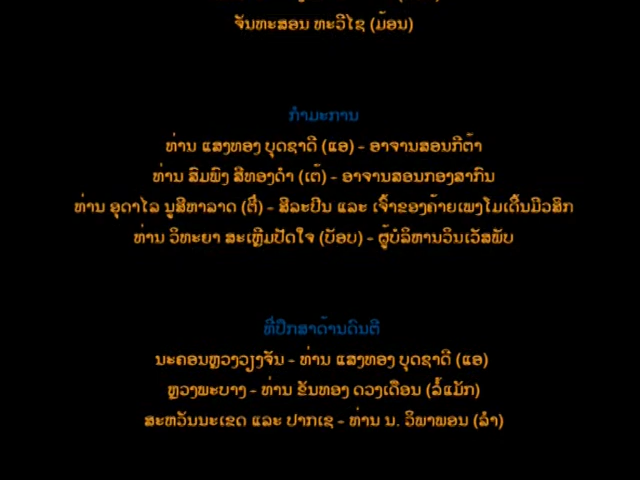 ຈັນທະສອນ ທະວີໄຊ (ມ້ອນ)
ກຳມະການ
ທ່ານ ແສງທອງ ບຸດຊາດີ (ແອ) - ອາຈານສອນກີຕ້າ
ທ່ານ ສົມພົງ ສີທອງດຳ (ເຕ້) - ອາຈານສອນກອງສາກົນ
ທ່ານ ອຸດາໄລ ນູສີຫາລາດ (ຕີ່) - ສິລະປິນ ແລະ ເຈົ້າຂອງຄ້າຍເພງໂມເດິ້ນມິວສິກ
ທ່ານ ວິທະຍາ ສະເຫຼີມປັດໃຈ (ບັອບ) - ຜູ້ບໍລິຫານວິນເວັສພັບ
ທີ່ປຶກສາດ້ານດົນຕີ
ນະຄອນຫຼວງວຽງຈັນ - ທ່ານ ແສງທອງ ບຸດຊາດີ (ແອ)
ຫຼວງພະບາງ - ທ່ານ ຂັນທອງ ດວງເດືອນ (ລໍ້ແມັກ)
ສະຫວັນນະເຂດ ແລະ ປາກເຊ - ທ່ານ ນ. ວິພາພອນ (ລຳ)